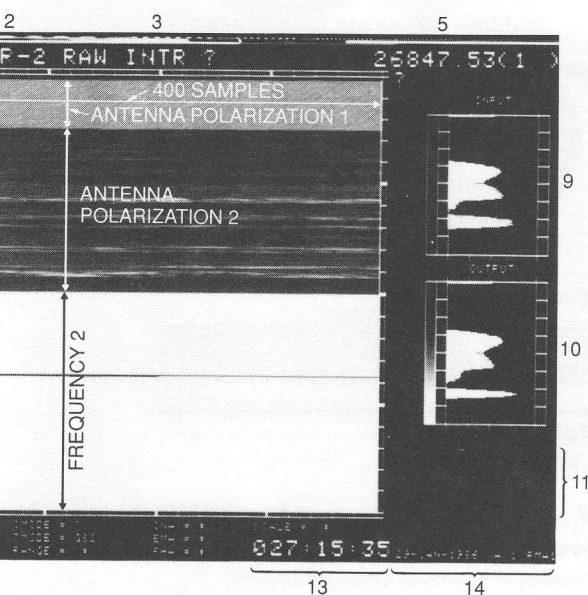 2 3 5
R-2 RAW INTR ? 26847.53(1 )
?
400 SAMPLES
ANTENNA POLARIZATION 1
INPUT
ANTENNA
POLARIZATION 2
9
OUTPUT
10
FREQUENCY 2
11
027:15:35
13 14